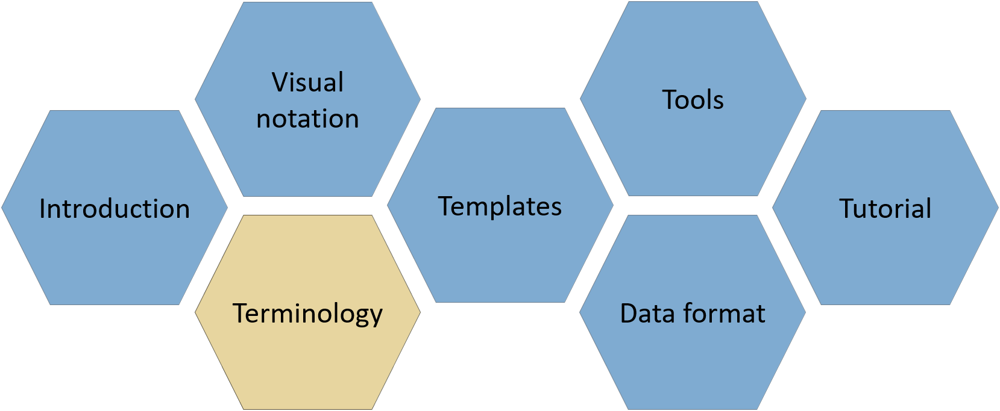 Introduction
Visual
notation
Terminology
Templates
Tools
Data format
Tutorial